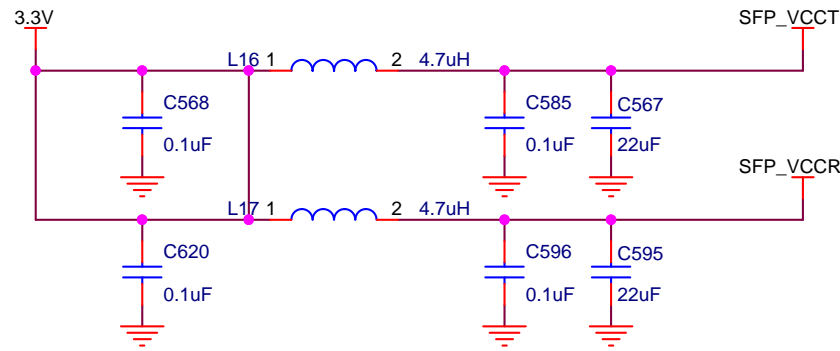 3.3V
SFP_VCCT
L16 1
2 4.7uH
C568
0.1uF
C585
0.1uF
C567
22uF
SFP_VCCR
L17 1
2 4.7uH
C620
0.1uF
C596
0.1uF
C595
22uF